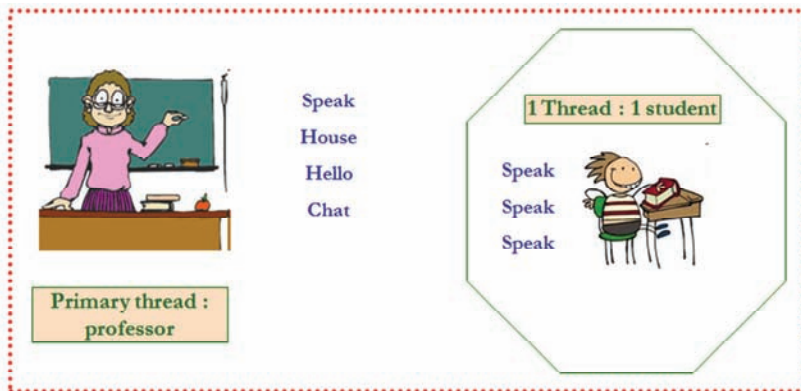 Speak
House
Hello
Chat
Primary thread :
professor
1 Thread : 1 student
Speak
Speak
Speak